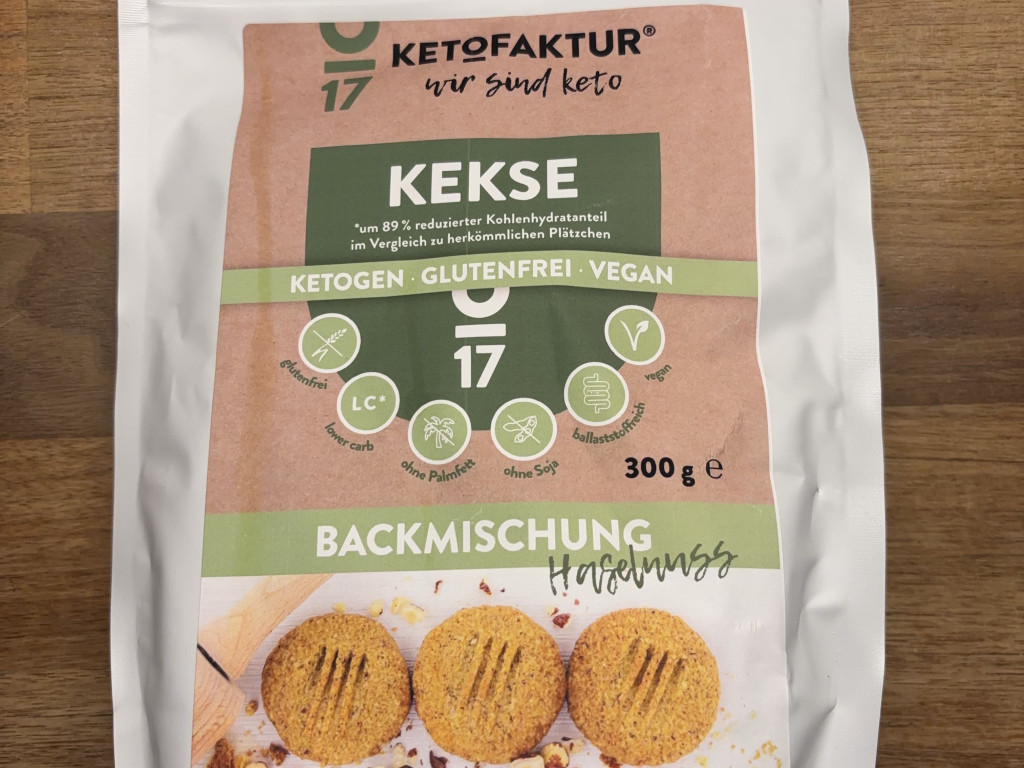 17
KETOFAKTUR®
wir sind keto
KEKSE
*um 89 % reduzierter Kohlenhydratanteil
im Vergleich zu herkömmlichen Plätzchen
KETOGEN · GLUTENFREI · VEGAN
17
glutenfrei
LC*
lower carb
ohne Palmfett
ohne Soja
ballaststoffreich
vegan
300 g ℮
BACKMISCHUNG
Haselnuss